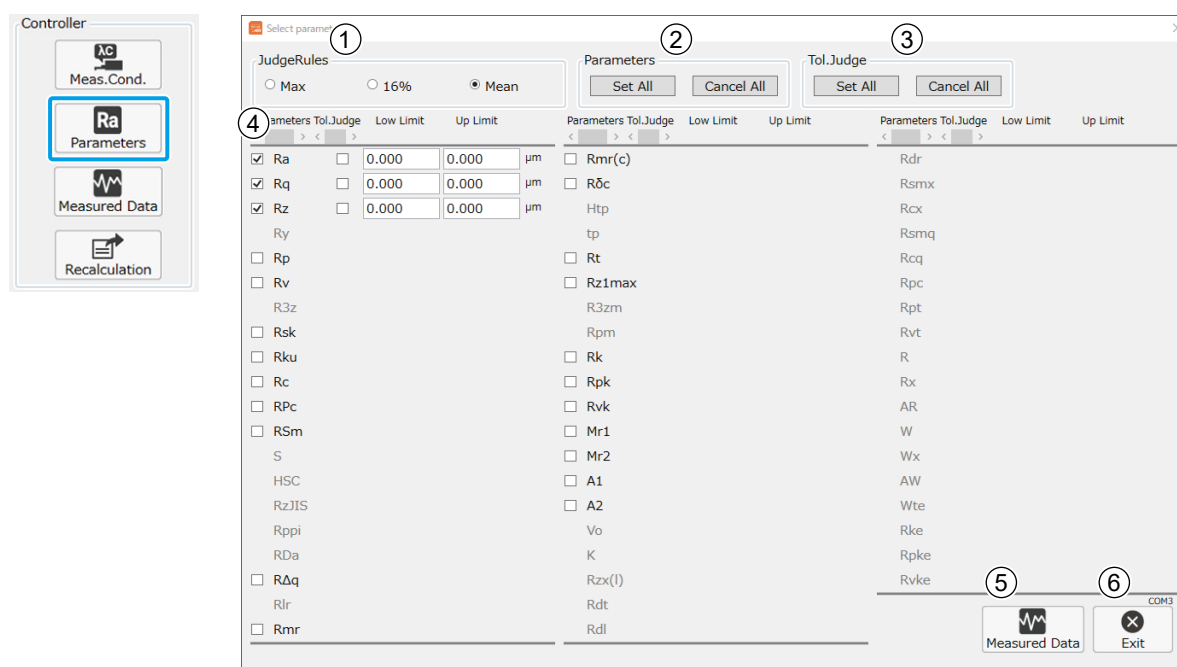 Controller
λC
Meas.Cond.
Ra
Parameters
Measured Data
Recalculation
Select parame
1
2
3
JudgeRules
Parameters
Tol.Judge
Max
16%
Mean
Set All
Cancel All
Set All
Cancel All
4
ameters Tol.Judge Low Limit Up Limit
Parameters Tol.Judge Low Limit Up Limit
Parameters Tol.Judge Low Limit Up Limit
Ra 0.000 0.000 μm
Rq 0.000 0.000 μm
Rz 0.000 0.000 μm
Ry
Rp
Rv
R3z
Rsk
Rku
Rc
RPc
RSm
S
HSC
RzJIS
Rppi
RDa
RΔq
Rlr
Rmr
Rmr(c)
Rδc
Htp
tp
Rt
Rz1max
R3zm
Rpm
Rk
Rpk
Rvk
Mr1
Mr2
A1
A2
Vo
K
Rzx(l)
Rdt
Rdl
Rdr
Rsmx
Rcx
Rsmq
Rcq
Rpc
Rpt
Rvt
R
Rx
AR
W
Wx
AW
Wte
Rke
Rpke
Rvke
5
6
COM3
Measured Data
Exit